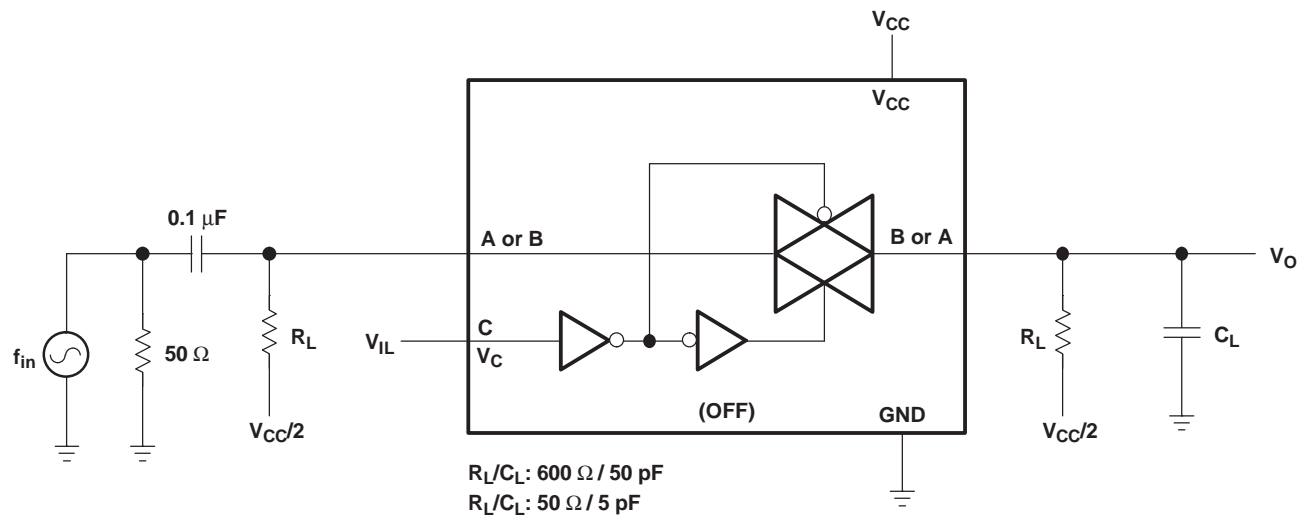 VCC
VCC
0.1 μF
A or B
B or A
VO
fin
50 Ω
RL
VCC/2
VIL
C
VC
(OFF)
GND
RL
VCC/2
CL
RL/CL: 600 Ω / 50 pF
RL/CL: 50 Ω / 5 pF